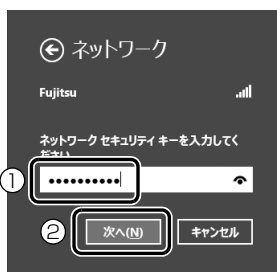 ネットワーク
Fujitsu
ネットワーク セキュリティ キーを入力してく
ださい
①
••••••••••
②
次へ(N)
キャンセル